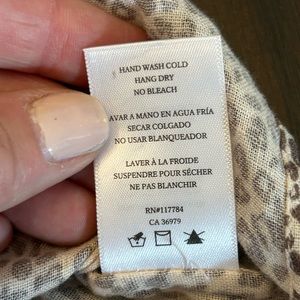 HAND WASH COLD
HANG DRY
NO BLEACH
AVAR A MANO EN AGUA FRÍA
SECAR COLGADO
NO USAR BLANQUEADOR
LAVER À LA FROIDE
SUSPENDRE POUR SÉCHER
NE PAS BLANCHIR
RN#117784
CA 36979